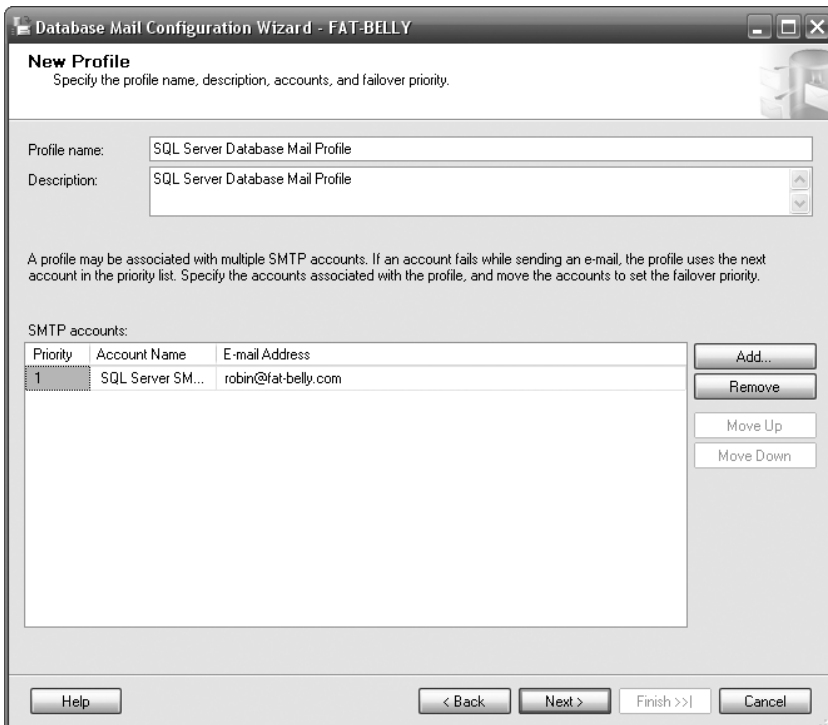 Database Mail Configuration Wizard - FAT-BELLY
New Profile
Specify the profile name, description, accounts, and failover priority.
Profile name: SQL Server Database Mail Profile
Description: SQL Server Database Mail Profile
A profile may be associated with multiple SMTP accounts. If an account fails while sending an e-mail, the profile uses the next
account in the priority list. Specify the accounts associated with the profile, and move the accounts to set the failover priority.
SMTP accounts:
Priority Account Name E-mail Address
1 SQL Server SM... robin@fat-belly.com
Add...
Remove
Move Up
Move Down
Help < Back Next > Finish >>| Cancel